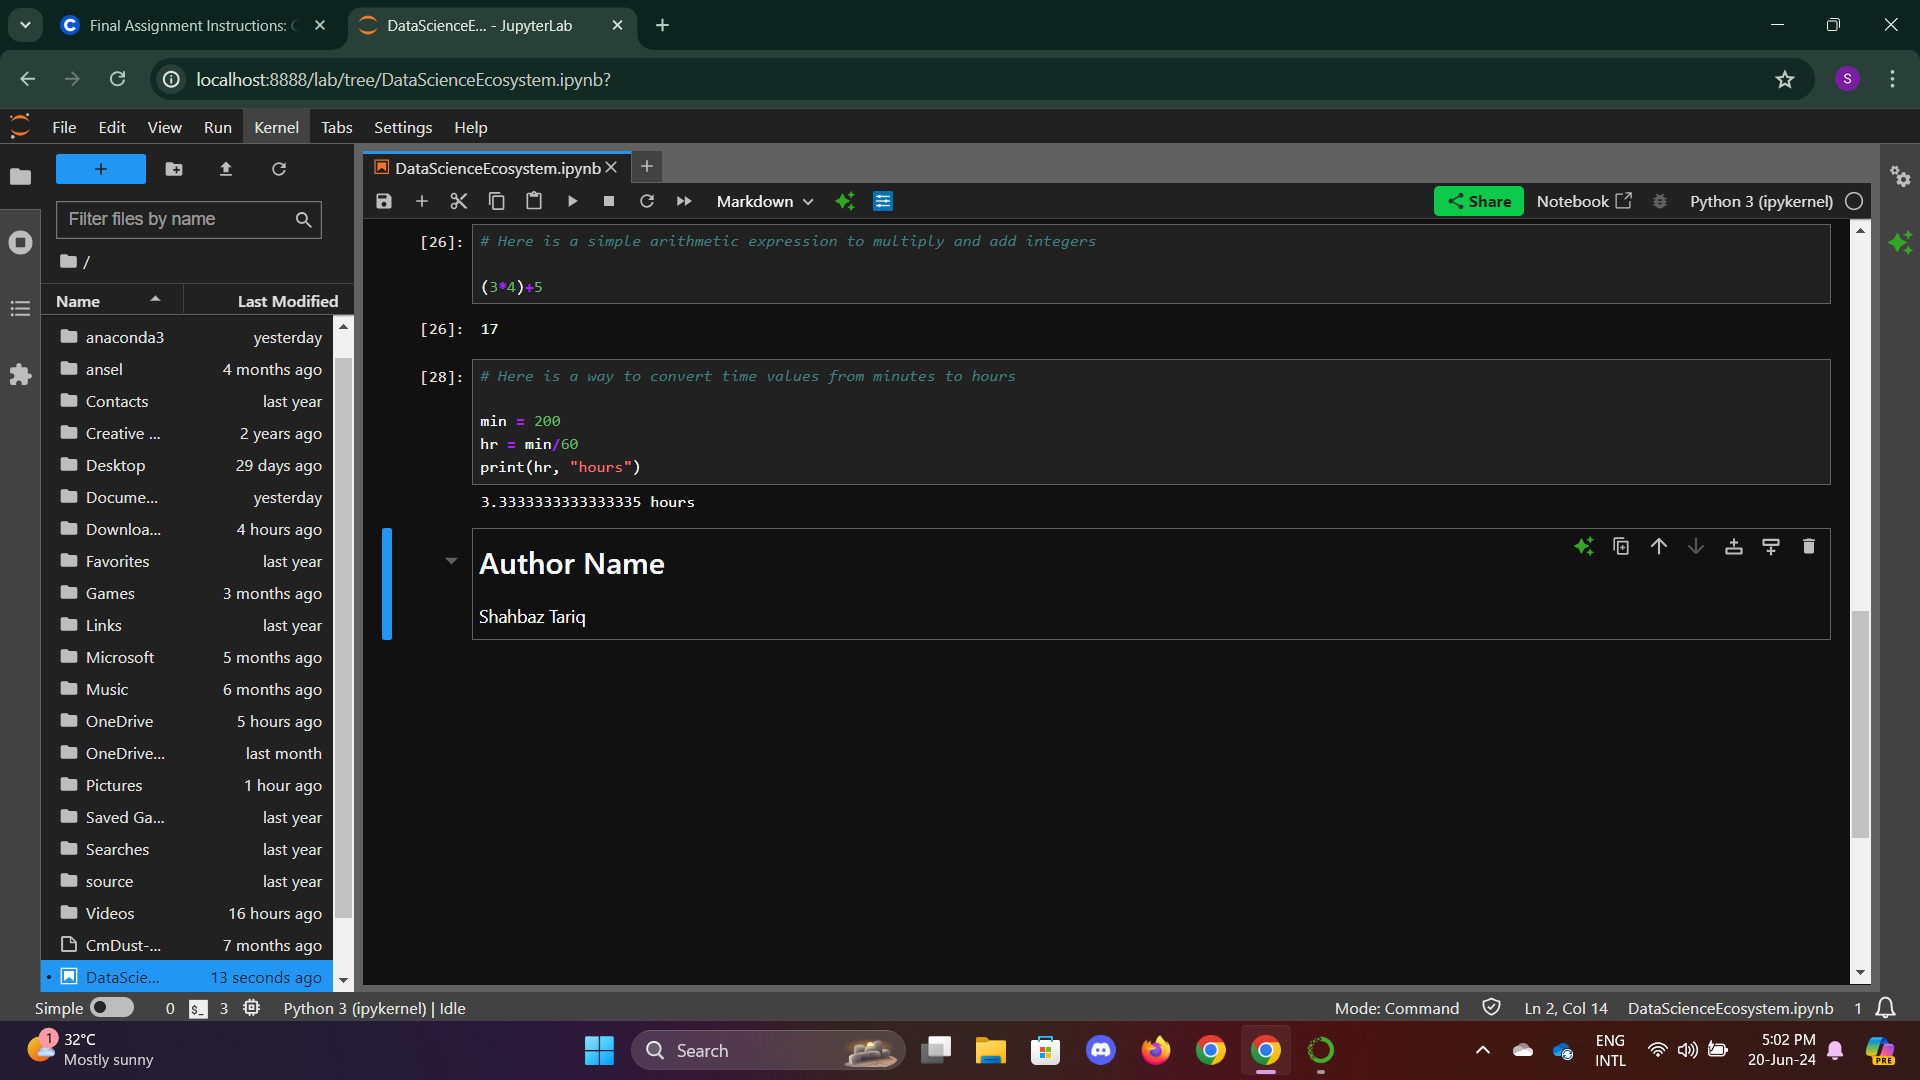 Final Assignment Instructions: C
DataScienceE... - JupyterLab
localhost:8888/lab/tree/DataScienceEcosystem.ipynb?
S
File Edit View Run Kernel Tabs Settings Help
DataScienceEcosystem.ipynb
Filter files by name
Markdown
Share
Notebook
Python 3 (ipykernel)
/
Name Last Modified
anaconda3 yesterday
ansel 4 months ago
Contacts last year
Creative ... 2 years ago
Desktop 29 days ago
Docume... yesterday
Downloa... 4 hours ago
Favorites last year
Games 3 months ago
Links last year
Microsoft 5 months ago
Music 6 months ago
OneDrive 5 hours ago
OneDrive... last month
Pictures 1 hour ago
Saved Ga... last year
Searches last year
source last year
Videos 16 hours ago
CmDust-... 7 months ago
• DataScie... 13 seconds ago
[26]: # Here is a simple arithmetic expression to multiply and add integers
(3*4)+5
[26]: 17
[28]: # Here is a way to convert time values from minutes to hours
min = 200
hr = min/60
print(hr, "hours")
3.3333333333333335 hours
Author Name
Shahbaz Tariq
Simple 0 $_ 3 Python 3 (ipykernel) | Idle
Mode: Command Ln 2, Col 14 DataScienceEcosystem.ipynb 1
1 32°C
Mostly sunny
Search
PRE
ENG
INTL
5:02 PM
20-Jun-24